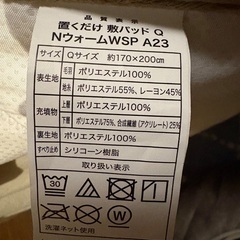 品質表示
置くだけ 敷パッド Q
NウォームWSP A23
サイズ Qサイズ 約170×200cm
表生地 毛羽 ポリエステル100%
地糸 ポリエステル55%、レーヨン45%
充填物 上層 ポリエステル100%
下層 ポリエステル75%、合成繊維(アクリレート)25%
裏生地 ポリエステル100%
すべり止め シリコーン樹脂
取り扱い表示
30
W
洗濯ネット使用